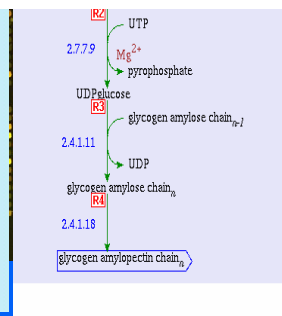 R2
UTP
2.7.7.9
Mg2+
pyrophosphate
UDPglucose
R3
glycogen amylose chainn-1
2.4.1.11
UDP
glycogen amylose chainn
R4
2.4.1.18
glycogen amylopectin chainn